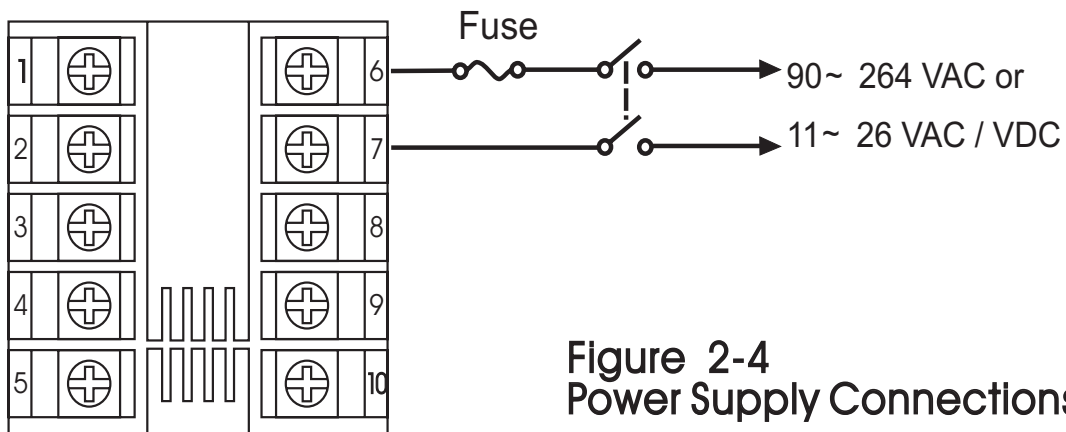 Fuse
1
2
3
4
5
6
7
8
9
10
90~ 264 VAC or
11~ 26 VAC / VDC
Figure 2-4
Power Supply Connections